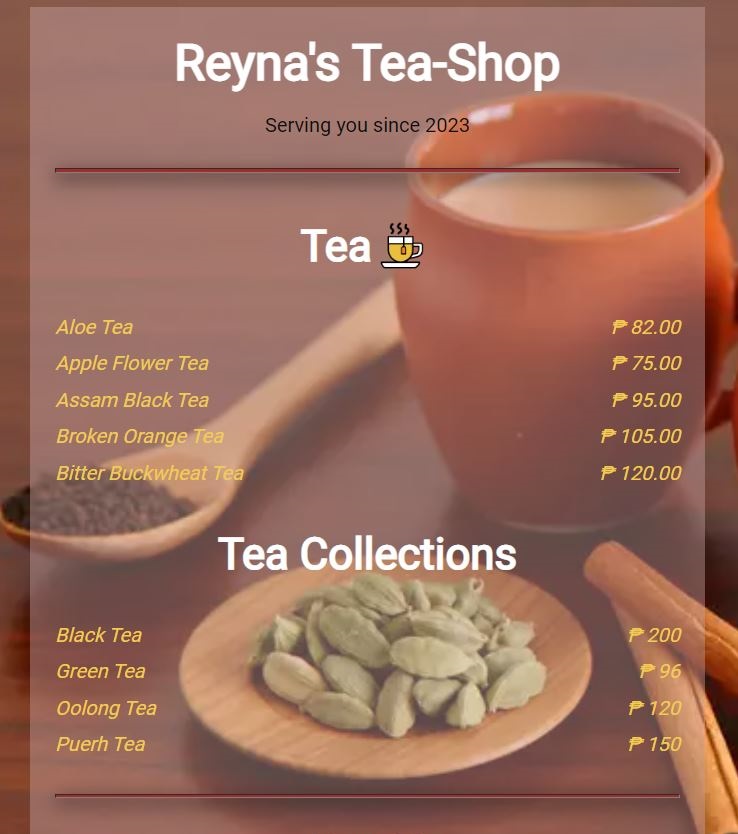 Reyna's Tea-Shop
Serving you since 2023
Tea
Aloe Tea ₱ 82.00
Apple Flower Tea ₱ 75.00
Assam Black Tea ₱ 95.00
Broken Orange Tea ₱ 105.00
Bitter Buckwheat Tea ₱ 120.00
Tea Collections
Black Tea ₱ 200
Green Tea ₱ 96
Oolong Tea ₱ 120
Puerh Tea ₱ 150